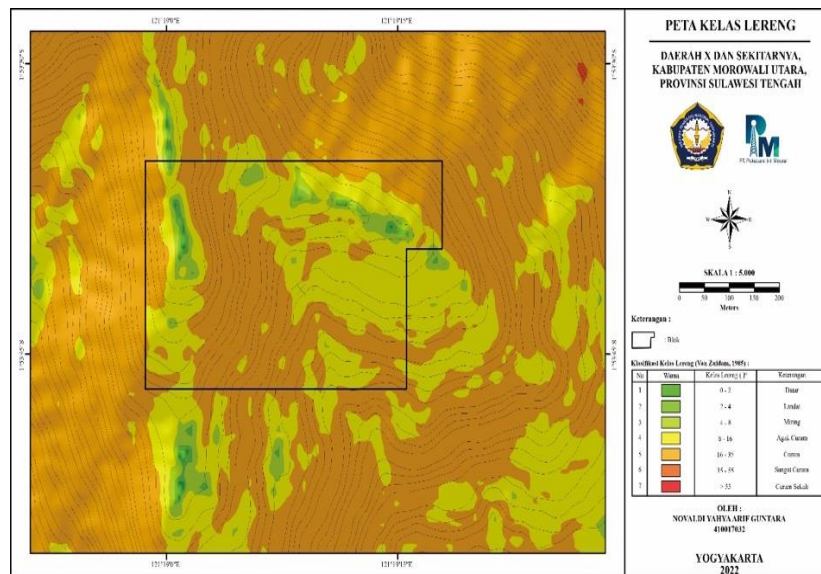 PETA KELAS LERENG
DAERAH X DAN SEKITARNYA,
KABUPATEN MOROWALI UTARA,
PROVINSI SULAWESI TENGAH
PM
N
W E
S
SKALA 1 : 5.000
0 50 100 150 200
Meters
Keterangan :
: Blok
Klasifikasi Kelas Lereng (Van Zuidam, 1985) :
No Warna Kelas Lereng Keterangan
1 0 - 2 Datar
2 2 - 4 Landai
3 4 - 8 Miring
4 8 - 16 Agak Curam
5 16 - 35 Curam
6 Sangat Curam
7 Curam Sekali
OLEH :
NOVALDI YAHYA ARIF GUNTARA
410017032
YOGYAKARTA
2022